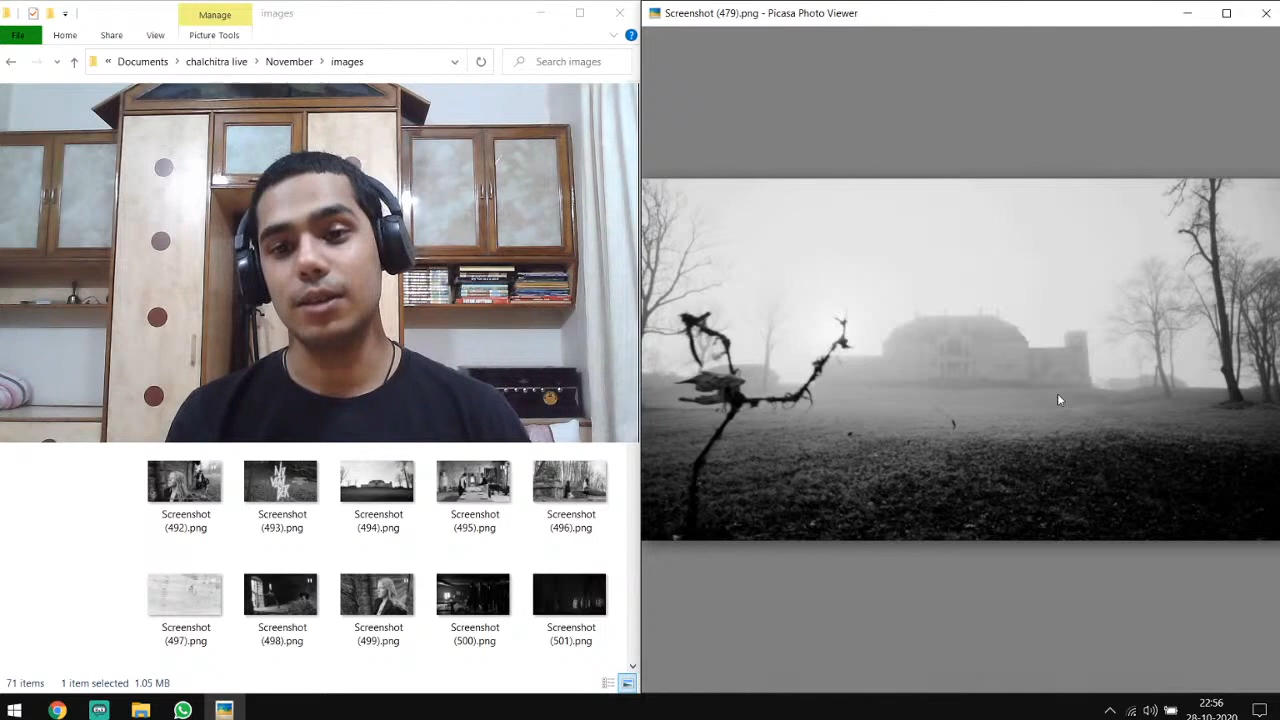 Manage
images
File
Home
Share
View
Picture Tools
«
Documents
chalchitra live
November
images
Search images
Screenshot (479).png - Picasa Photo Viewer
Screenshot
(492).png
Screenshot
(493).png
Screenshot
(494).png
Screenshot
(495).png
Screenshot
(496).png
Screenshot
(497).png
Screenshot
(498).png
Screenshot
(499).png
Screenshot
(500).png
Screenshot
(501).png
71 items
1 item selected 1.05 MB
22:56
28-10-2020